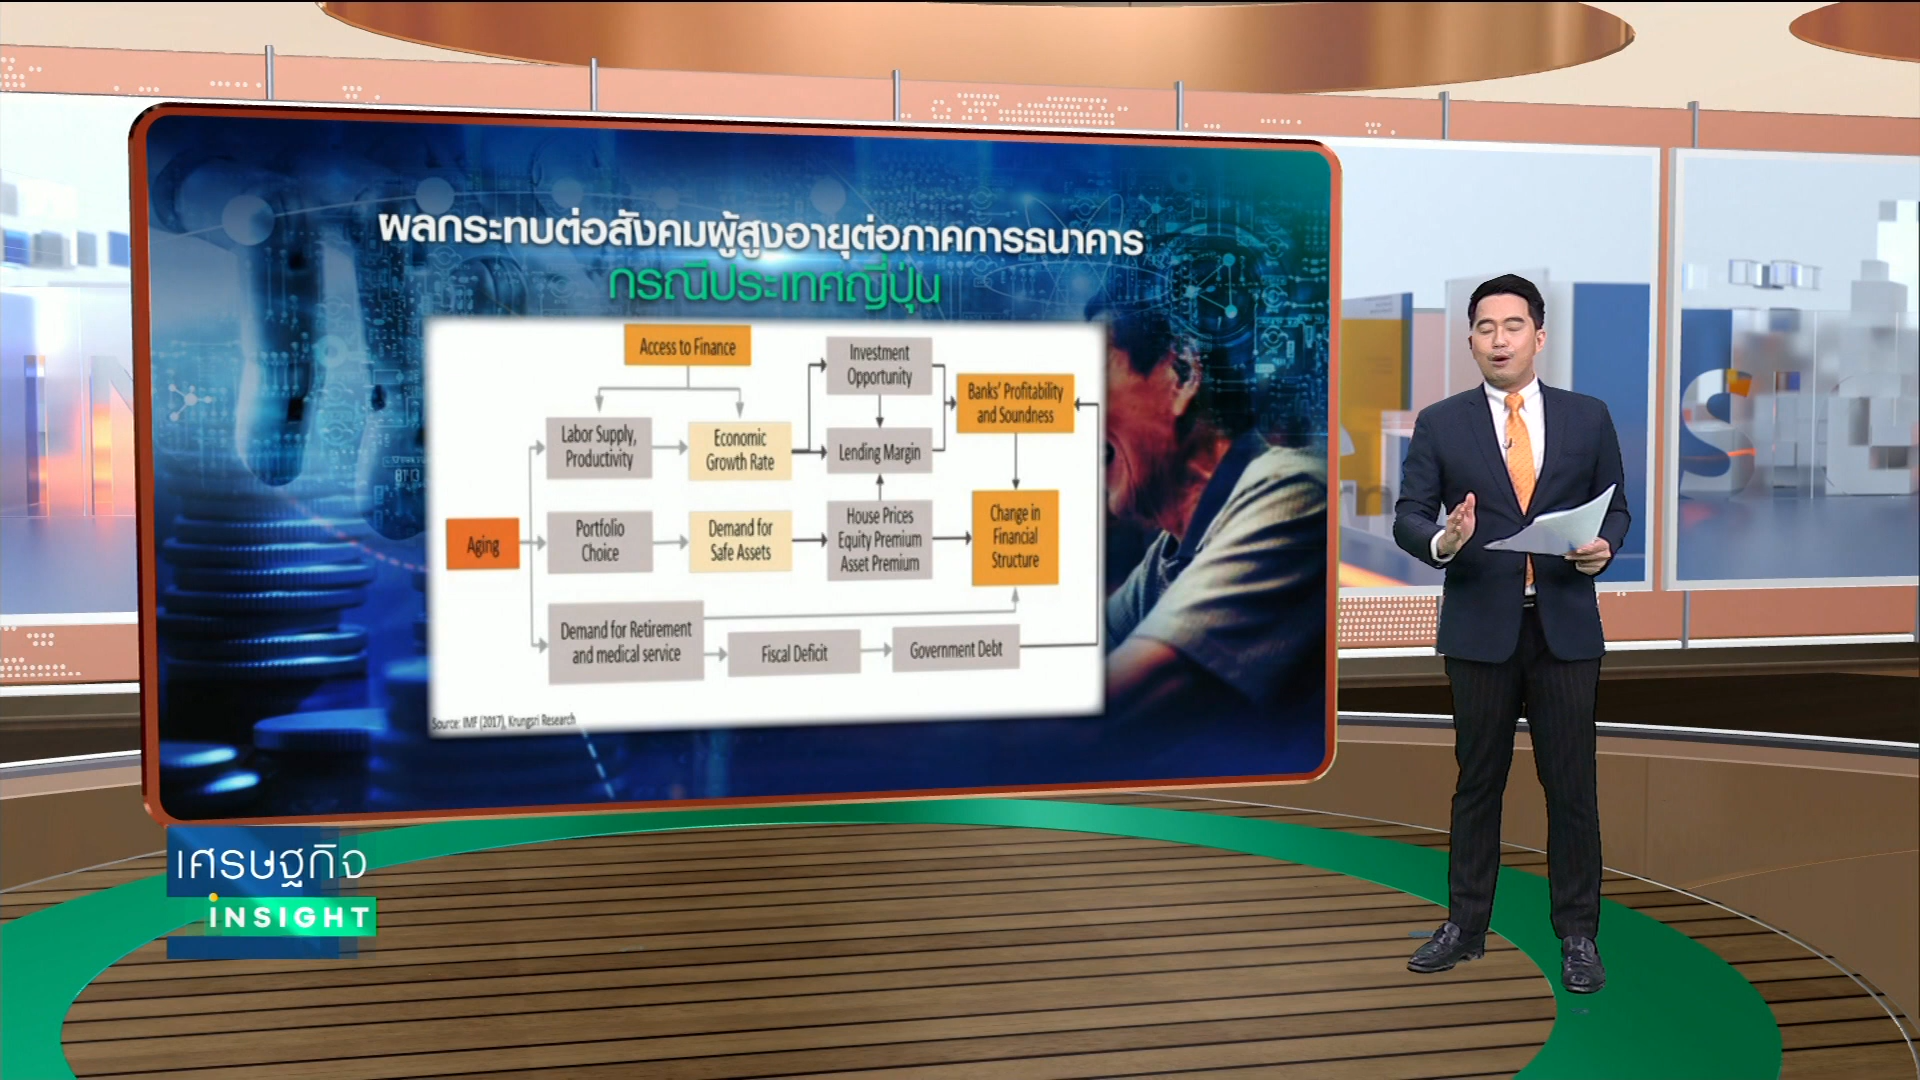 ผลกระทบต่อสังคมผู้สูงอายุต่อภาคการธนาคาร
กรณีประเทศญี่ปุ่น
Access to Finance
Investment
Opportunity
Banks' Profitability
and Soundness
Labor Supply,
Productivity
Economic
Growth Rate
Lending Margin
Aging
Portfolio
Choice
Demand for
Safe Assets
House Prices
Equity Premium
Asset Premium
Change in
Financial
Structure
Demand for Retirement
and medical service
Fiscal Deficit
Government Debt
Source: IMF (2017), Krungsri Research
เศรษฐกิจ
INSIGHT